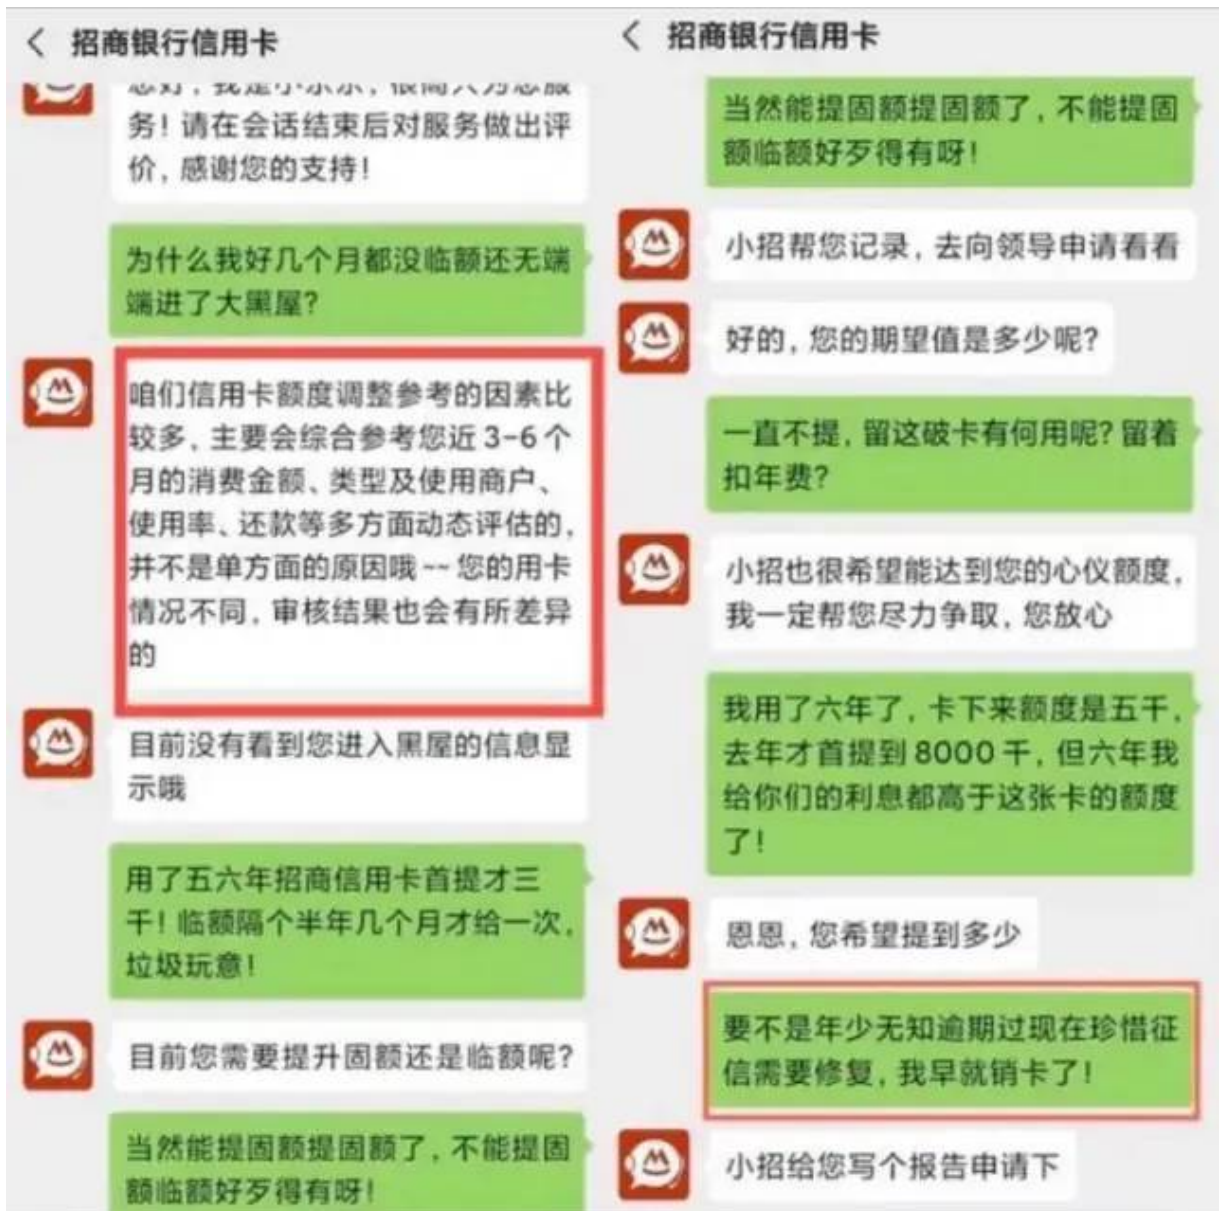 招商银行信用卡
您好，我是小东东，很高兴为您服
务！请在会话结束后对服务做出评
价，感谢您的支持！
为什么我好几个月都没临额还无端
端进了大黑屋？
咱们信用卡额度调整参考的因素比
较多，主要会综合参考您近 3-6 个
月的消费金额、类型及使用商户、
使用率、还款等多方面动态评估的，
并不是单方面的原因哦~~ 您的用卡
情况不同，审核结果也会有所差异
的
目前没有看到您进入黑屋的信息显
示哦
用了五六年招商信用卡首提才三
千！临额隔个半年几个月才给一次，
垃圾玩意！
目前您需要提升固额还是临额呢？
当然能提固额提固额了，不能提固
额临额好歹得有呀！
招商银行信用卡
当然能提固额提固额了，不能提固
额临额好歹得有呀！
小招帮您记录，去向领导申请看看
好的，您的期望值是多少呢？
一直不提，留这破卡有何用呢？留着
扣年费？
小招也很希望能达到您的心仪额度，
我一定帮您尽力争取，您放心
我用了六年了，卡下来额度是五千，
去年才首提到 8000 千，但六年我
给你们的利息都高于这张卡的额度
了！
恩恩，您希望提到多少
要不是年少无知逾期过现在珍惜征
信需要修复，我早就销卡了！
小招给您写个报告申请下